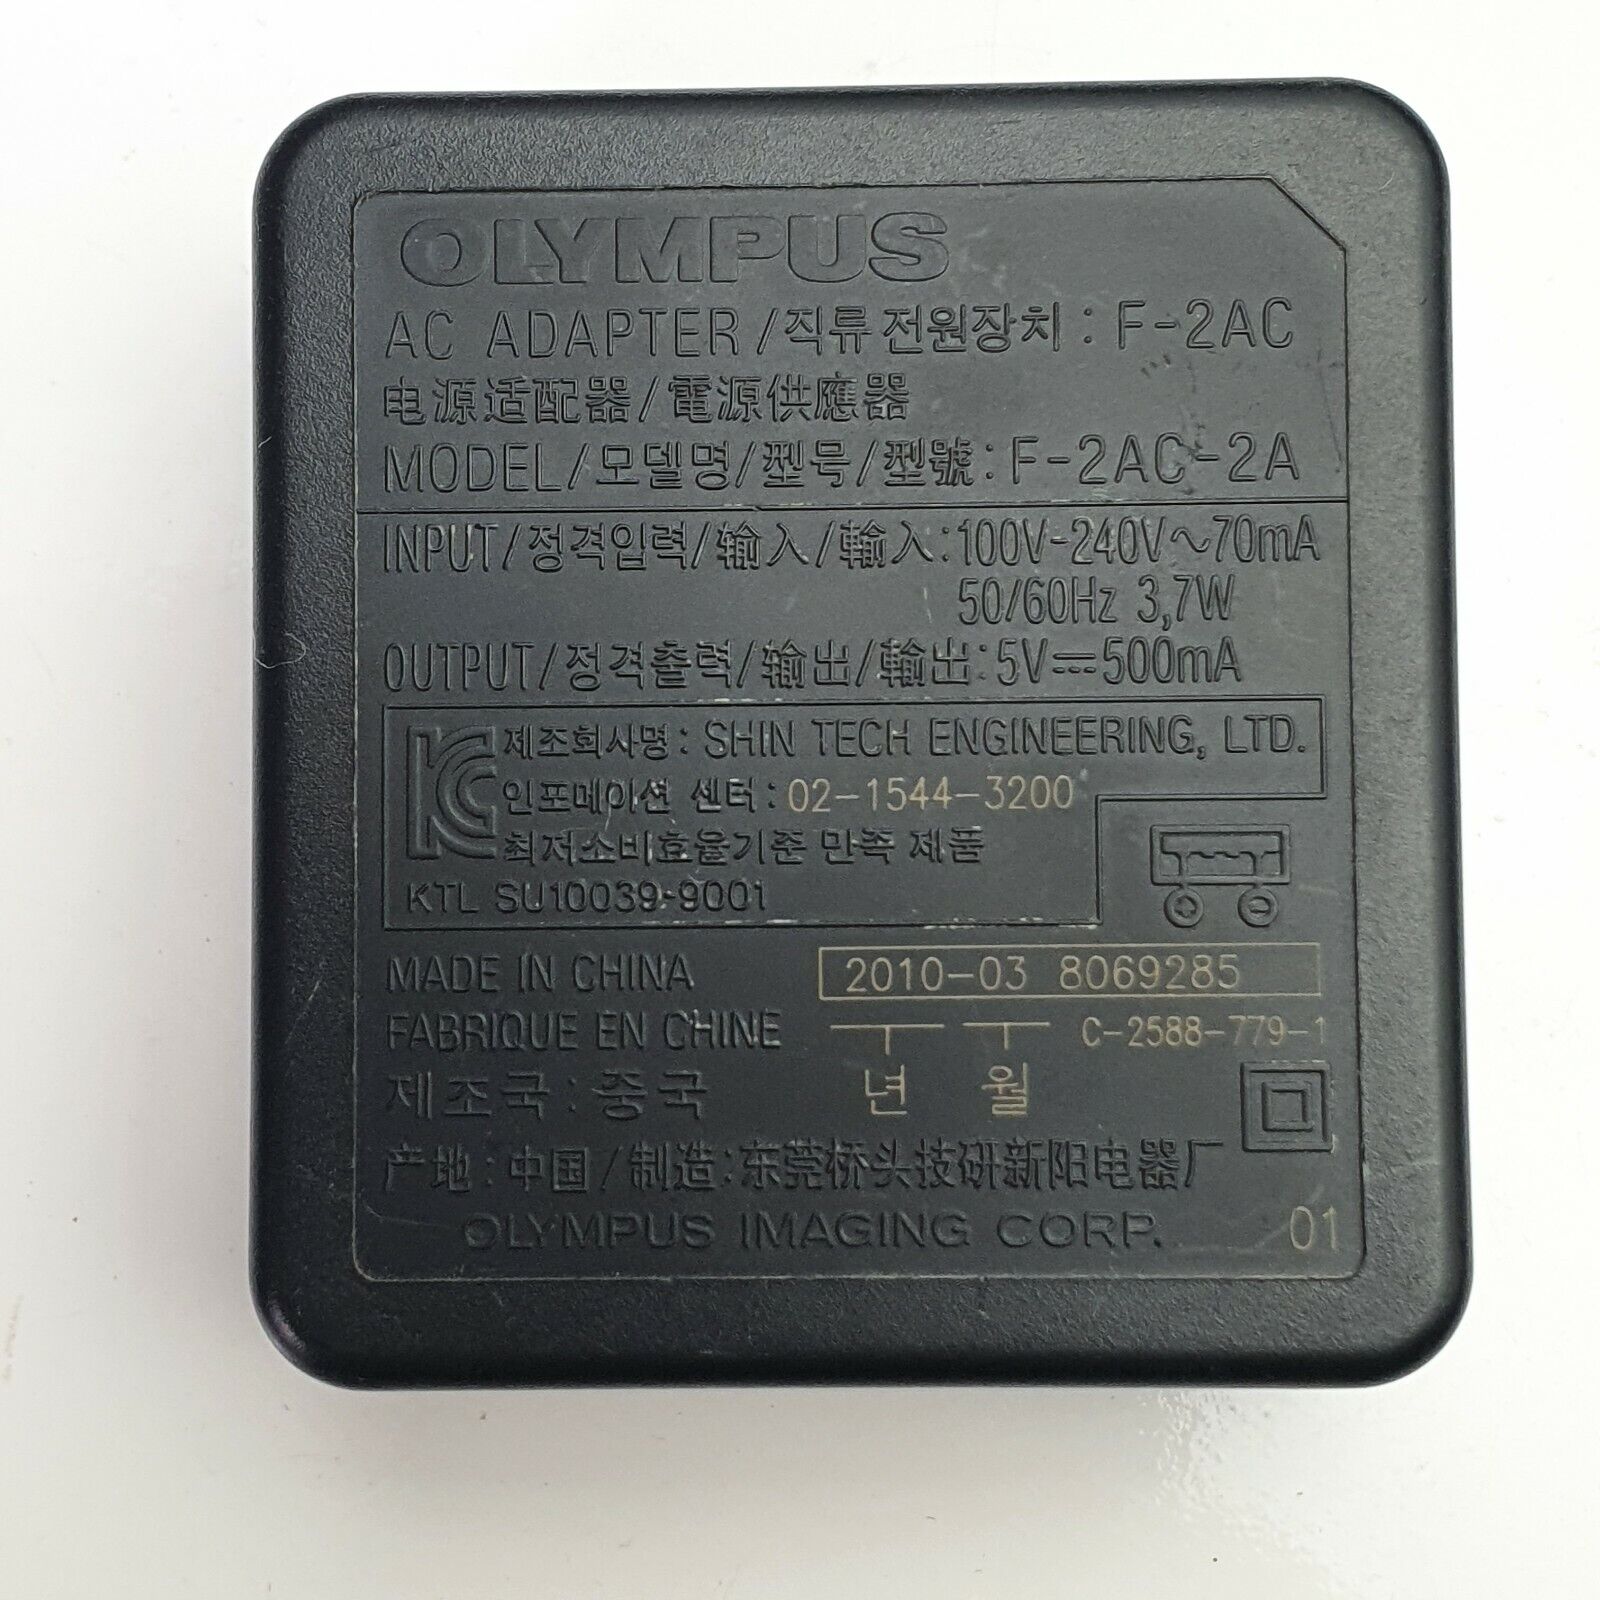 OLYMPUS
AC ADAPTER/직류전원장치: F-2AC
电源适配器/電源供應器
MODEL/모델명/型号/型號: F-2AC-2A
INPUT/정격입력/输入/輸入:100V-240V～70mA
50/60Hz 3,7W
OUTPUT/정격출력/输出/輸出:5V⎓500mA
제조회사명: SHIN TECH ENGINEERING, LTD.
인포메이션 센터: 02-1544-3200
최저소비효율기준 만족 제품
KTL SU10039-9001
MADE IN CHINA 2010-03 8069285
FABRIQUE EN CHINE C-2588-779-1
제조국: 중국 년 월
产地:中国/制造:东莞桥头技研新阳电器厂
OLYMPUS IMAGING CORP. 01